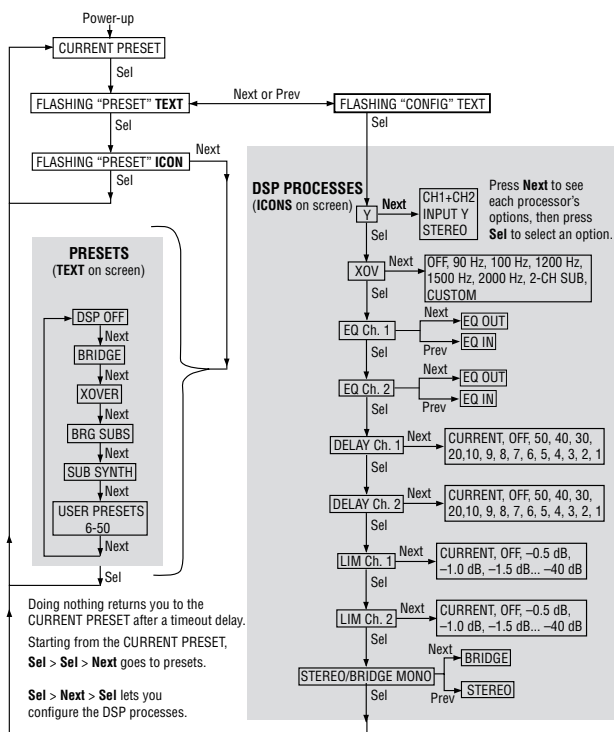 Power-up
CURRENT PRESET
Sel
FLASHING “PRESET” TEXT
Next or Prev
FLASHING “CONFIG” TEXT
Sel
Sel
FLASHING “PRESET” ICON
Next
Sel
PRESETS
(TEXT on screen)
DSP OFF
Next
BRIDGE
Next
XOVER
Next
BRG SUBS
Next
SUB SYNTH
Next
USER PRESETS
6-50
Next
Sel
Doing nothing returns you to the
CURRENT PRESET after a timeout delay.
Starting from the CURRENT PRESET,
Sel > Sel > Next goes to presets.
Sel > Next > Sel lets you
configure the DSP processes.
DSP PROCESSES
(ICONS on screen)
Y
Next
CH1+CH2
INPUT Y
STEREO
Press Next to see
each processor’s
options, then press
Sel to select an option.
Sel
XOV
Next
OFF, 90 Hz, 100 Hz, 1200 Hz,
1500 Hz, 2000 Hz, 2-CH SUB,
CUSTOM
Sel
EQ Ch. 1
Next
EQ OUT
Prev
EQ IN
Sel
EQ Ch. 2
Next
EQ OUT
Prev
EQ IN
Sel
DELAY Ch. 1
Next
CURRENT, OFF, 50, 40, 30,
20,10, 9, 8, 7, 6, 5, 4, 3, 2, 1
Sel
DELAY Ch. 2
Next
CURRENT, OFF, 50, 40, 30,
20,10, 9, 8, 7, 6, 5, 4, 3, 2, 1
Sel
LIM Ch. 1
Next
CURRENT, OFF, –0.5 dB,
–1.0 dB, –1.5 dB... –40 dB
Sel
LIM Ch. 2
Next
CURRENT, OFF, –0.5 dB,
–1.0 dB, –1.5 dB... –40 dB
Sel
STEREO/BRIDGE MONO
Next
BRIDGE
Prev
STEREO
Sel